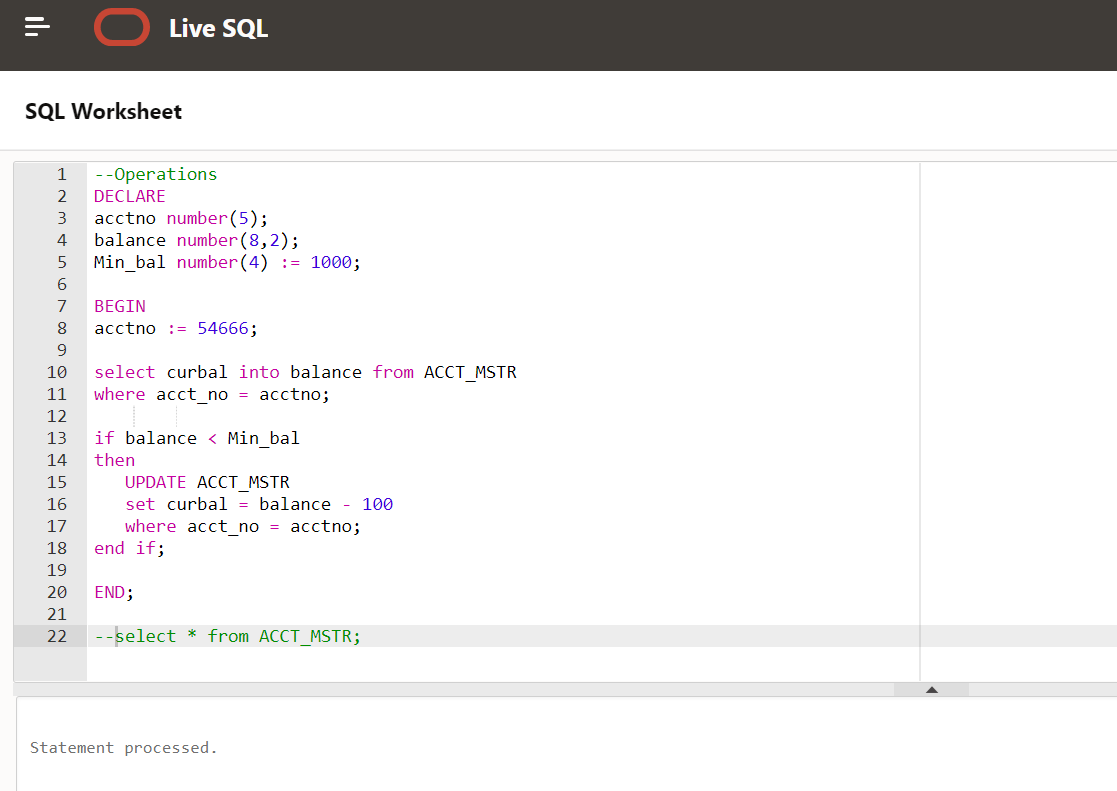 Live SQL
SQL Worksheet
1 --Operations
2 DECLARE
3 acctno number(5);
4 balance number(8,2);
5 Min_bal number(4) := 1000;
6
7 BEGIN
8 acctno := 54666;
9
10 select curbal into balance from ACCT_MSTR
11 where acct_no = acctno;
12
13 if balance < Min_bal
14 then
15    UPDATE ACCT_MSTR
16    set curbal = balance - 100
17    where acct_no = acctno;
18 end if;
19
20 END;
21
22 --select * from ACCT_MSTR;
Statement processed.